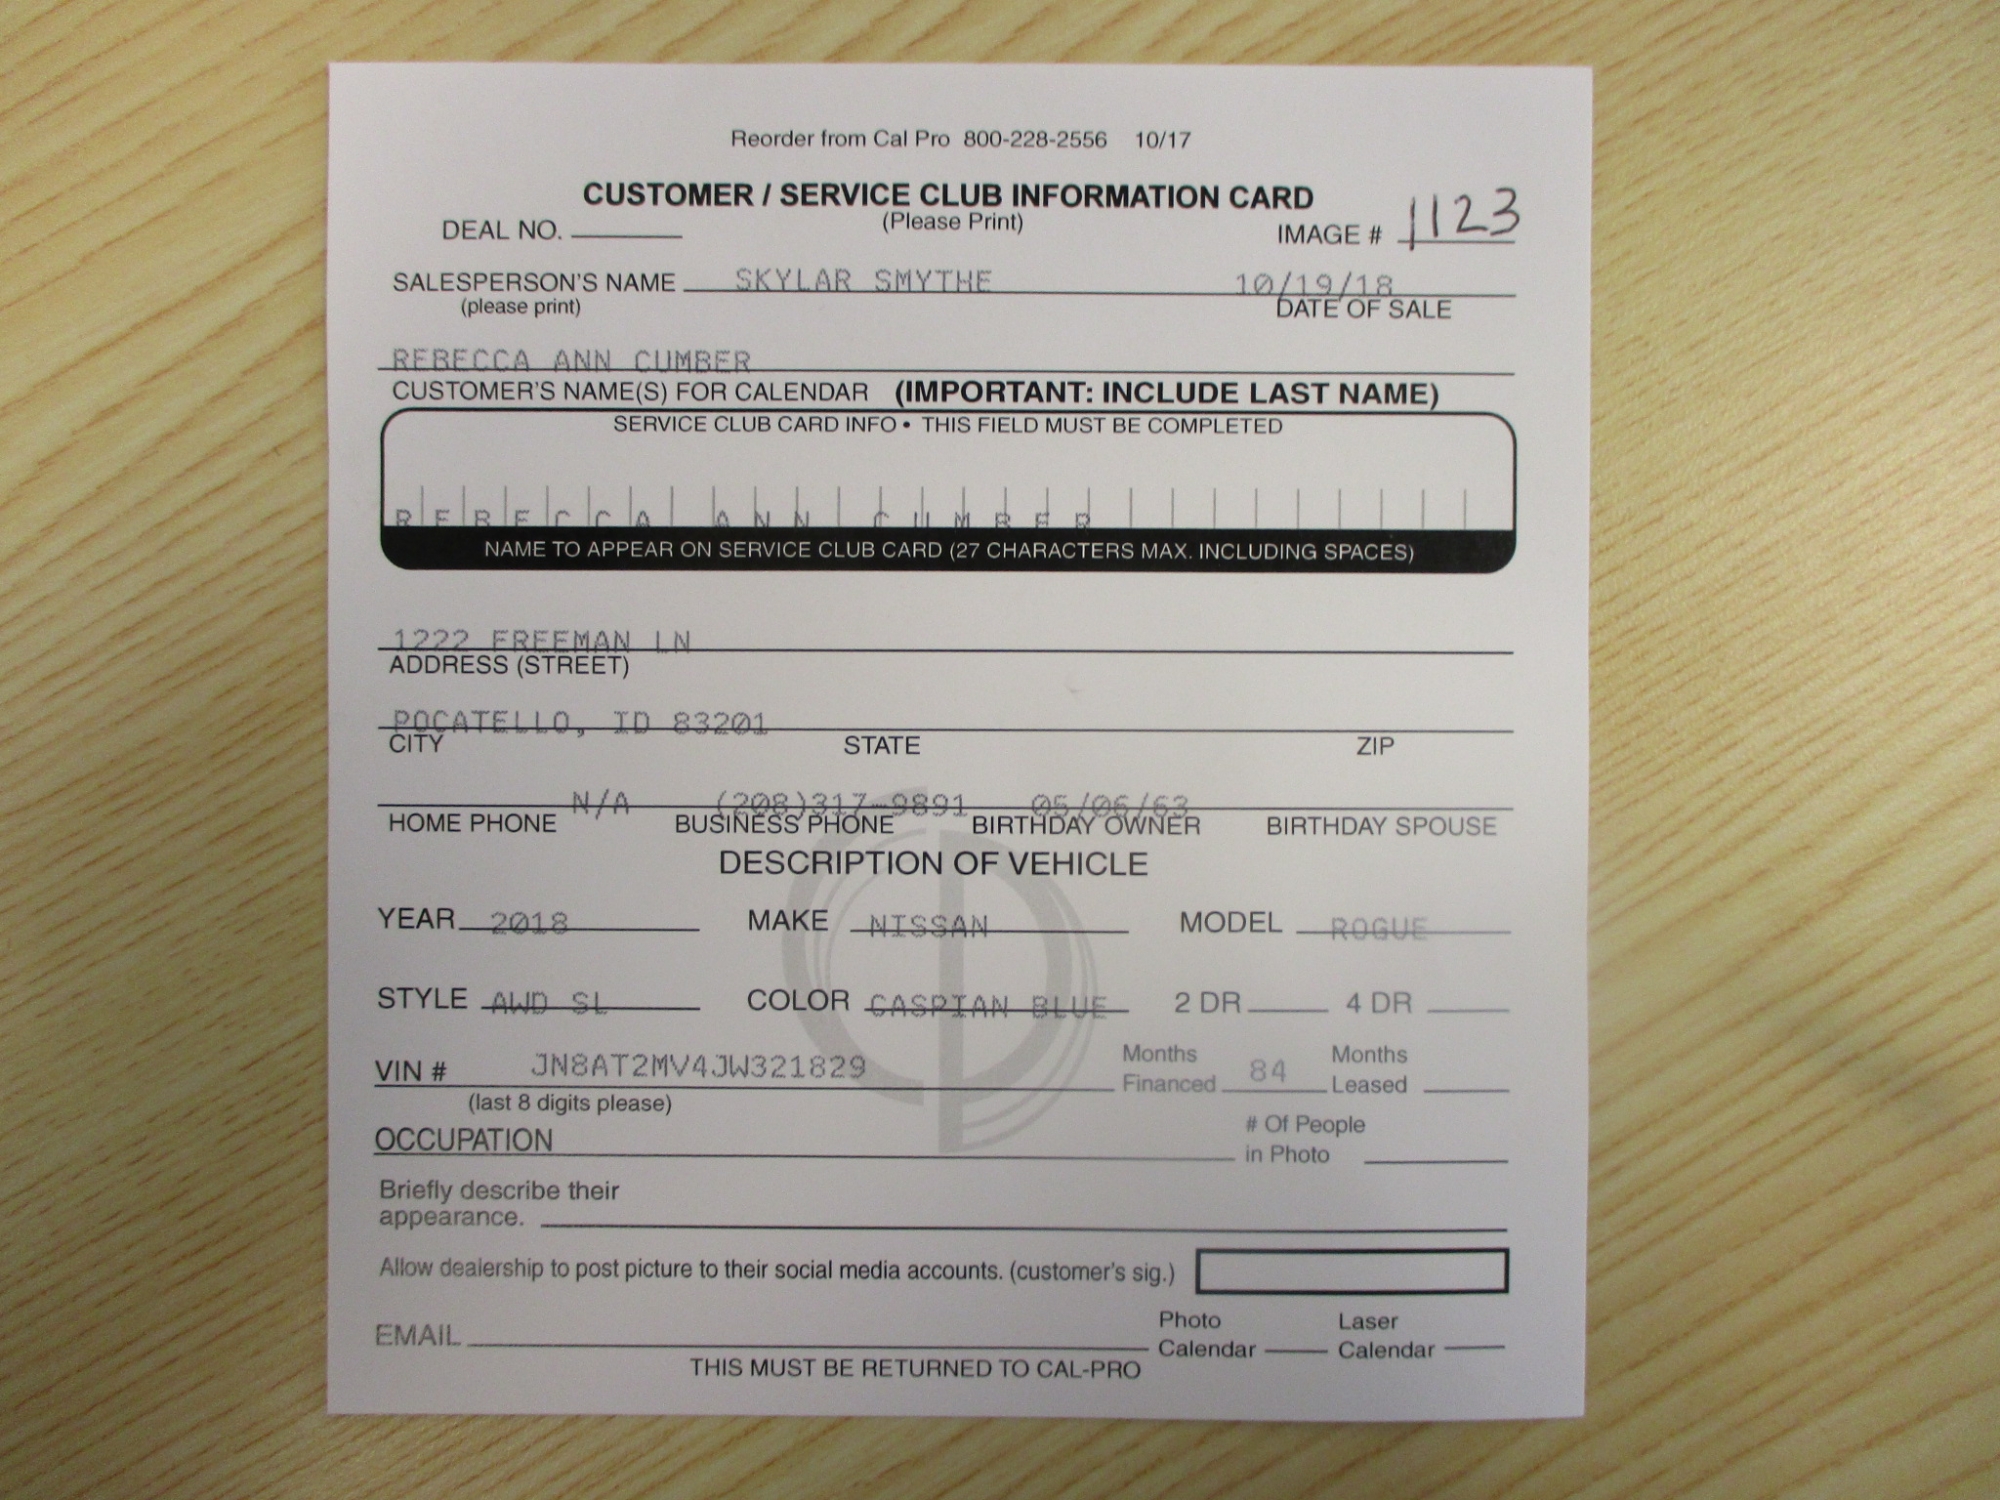 Reorder from Cal Pro 800-228-2556 10/17
CUSTOMER / SERVICE CLUB INFORMATION CARD
(Please Print)
DEAL NO. IMAGE # 1123
SALESPERSON'S NAME SKYLAR SMYTHE 10/19/18
(please print) DATE OF SALE
REBECCA ANN CUMBER
CUSTOMER'S NAME(S) FOR CALENDAR (IMPORTANT: INCLUDE LAST NAME)
SERVICE CLUB CARD INFO • THIS FIELD MUST BE COMPLETED
REBECCA ANN CUMBER
NAME TO APPEAR ON SERVICE CLUB CARD (27 CHARACTERS MAX. INCLUDING SPACES)
1222 FREEMAN LN
ADDRESS (STREET)
POCATELLO, ID 83201
CITY STATE ZIP
N/A (208)317-9891 05/06/63
HOME PHONE BUSINESS PHONE BIRTHDAY OWNER BIRTHDAY SPOUSE
DESCRIPTION OF VEHICLE
YEAR 2018 MAKE NISSAN MODEL ROGUE
STYLE AWD SL COLOR CASPIAN BLUE 2 DR 4 DR
VIN # JN8AT2MV4JW321829 Months Financed 84 Months Leased
(last 8 digits please)
OCCUPATION # Of People in Photo
Briefly describe their
appearance.
Allow dealership to post picture to their social media accounts. (customer's sig.)
EMAIL Photo Calendar Laser Calendar
THIS MUST BE RETURNED TO CAL-PRO